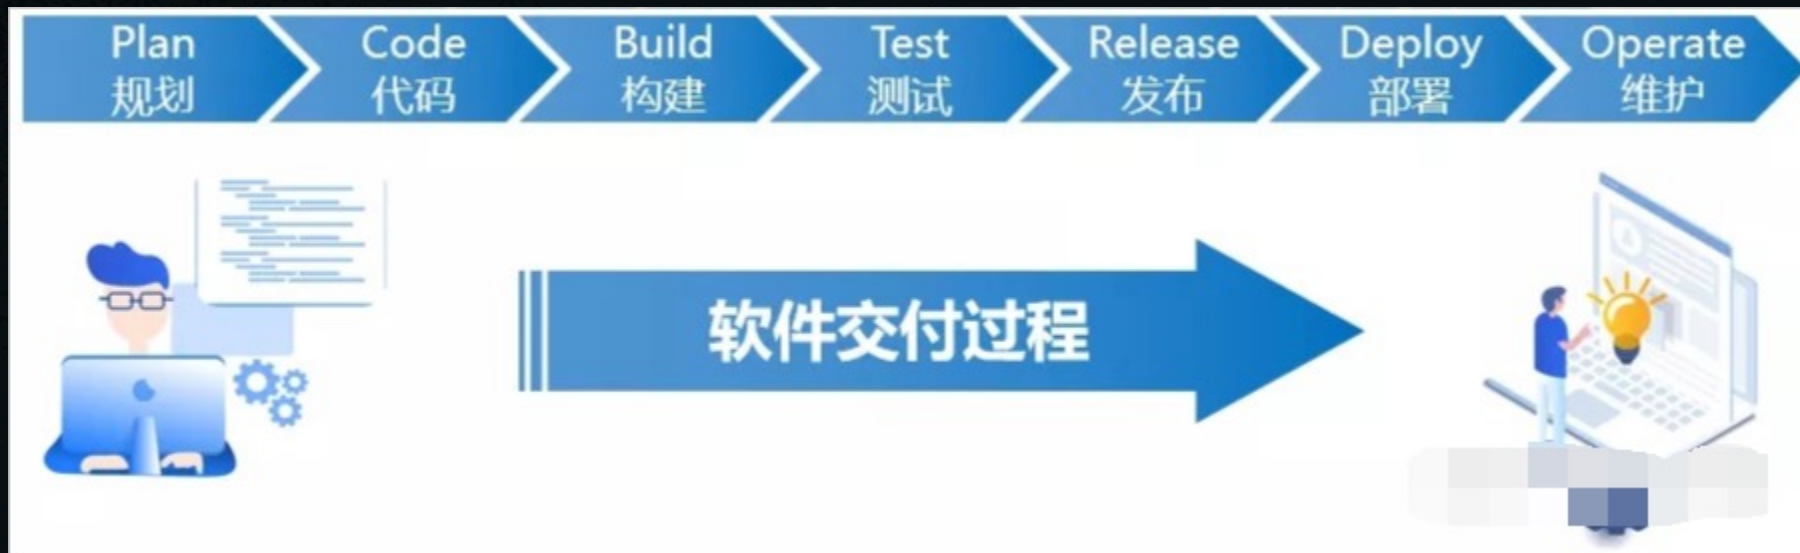 Plan
规划
Code
代码
Build
构建
Test
测试
Release
发布
Deploy
部署
Operate
维护
软件交付过程